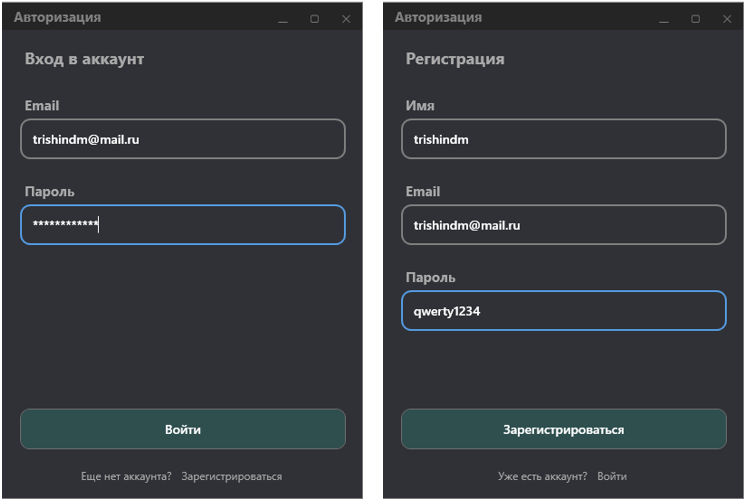 Авторизация
Вход в аккаунт
Email
trishindm@mail.ru
Пароль
************
Войти
Еще нет аккаунта? Зарегистрироваться
Авторизация
Регистрация
Имя
trishindm
Email
trishindm@mail.ru
Пароль
qwerty1234
Зарегистрироваться
Уже есть аккаунт? Войти